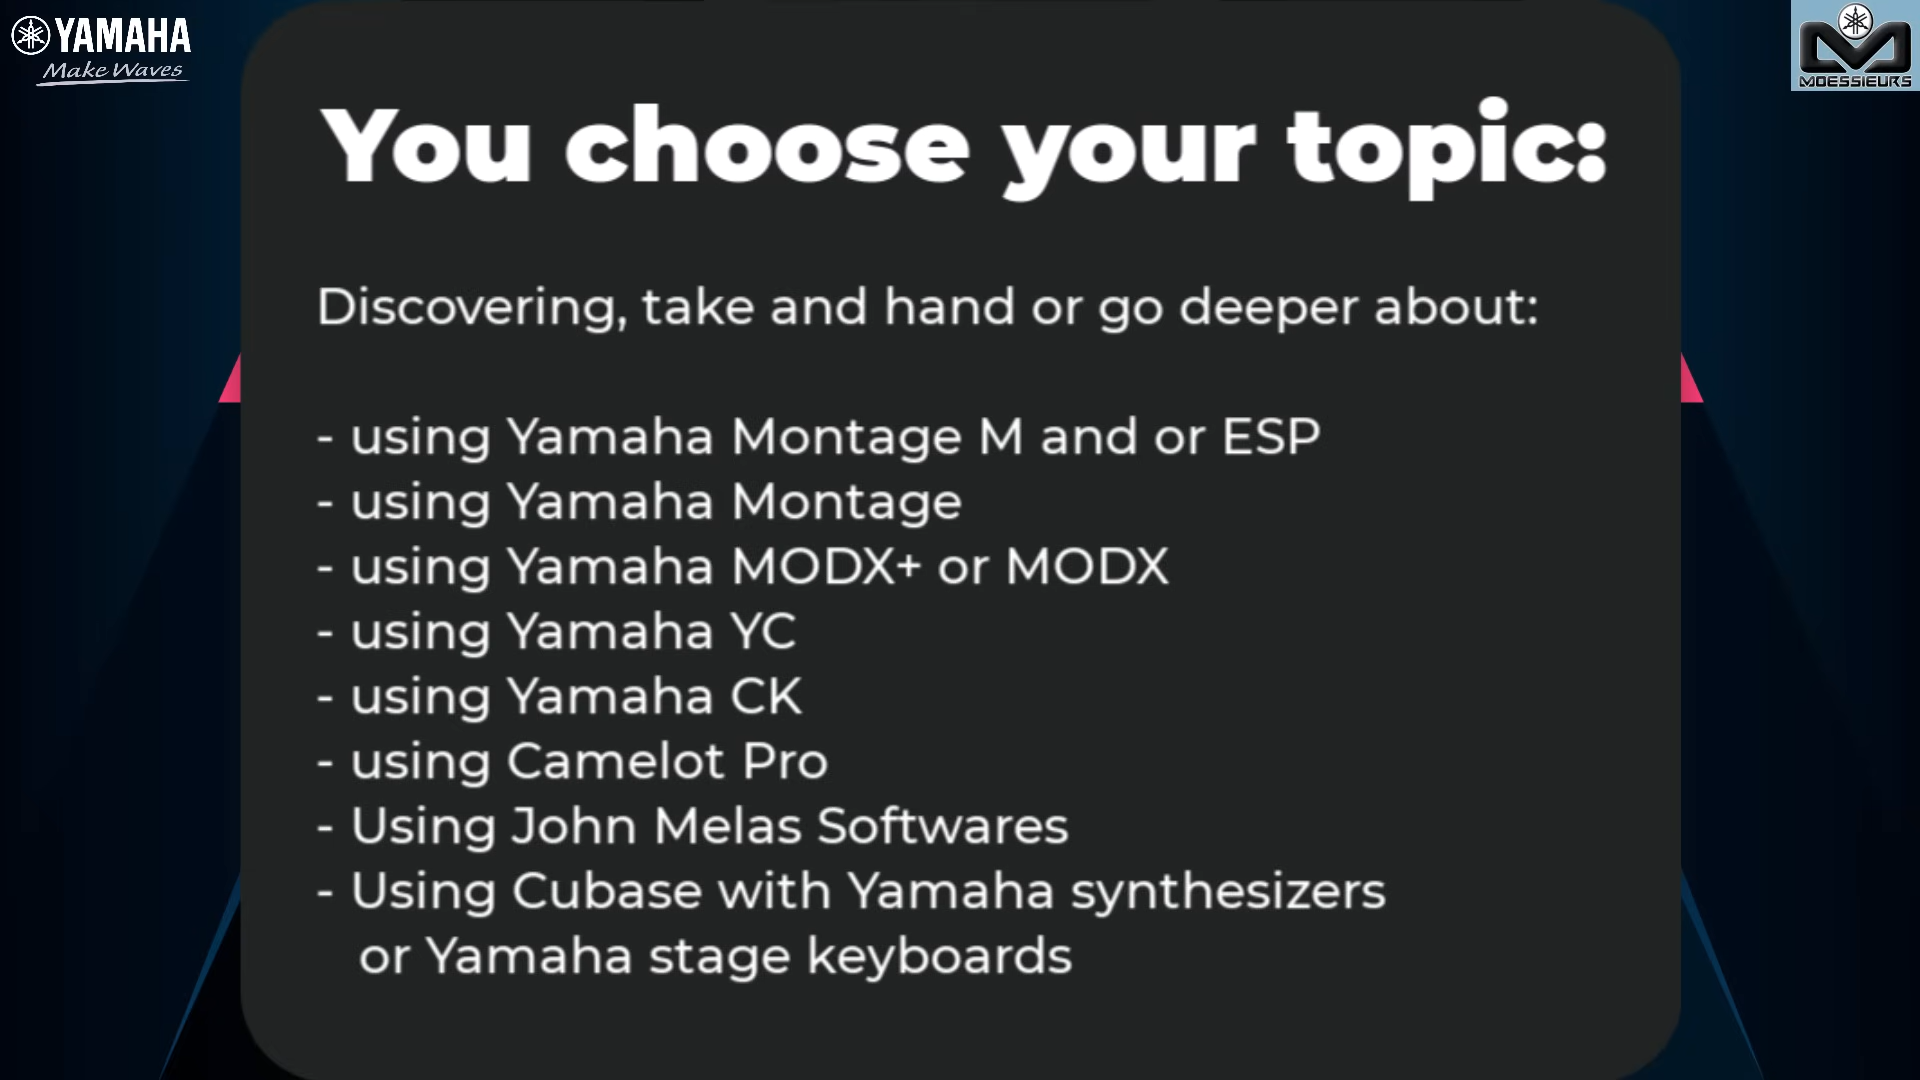 YAMAHA
Make Waves
MOESSIEURS
You choose your topic:
Discovering, take and hand or go deeper about:
- using Yamaha Montage M and or ESP
- using Yamaha Montage
- using Yamaha MODX+ or MODX
- using Yamaha YC
- using Yamaha CK
- using Camelot Pro
- Using John Melas Softwares
- Using Cubase with Yamaha synthesizers
or Yamaha stage keyboards